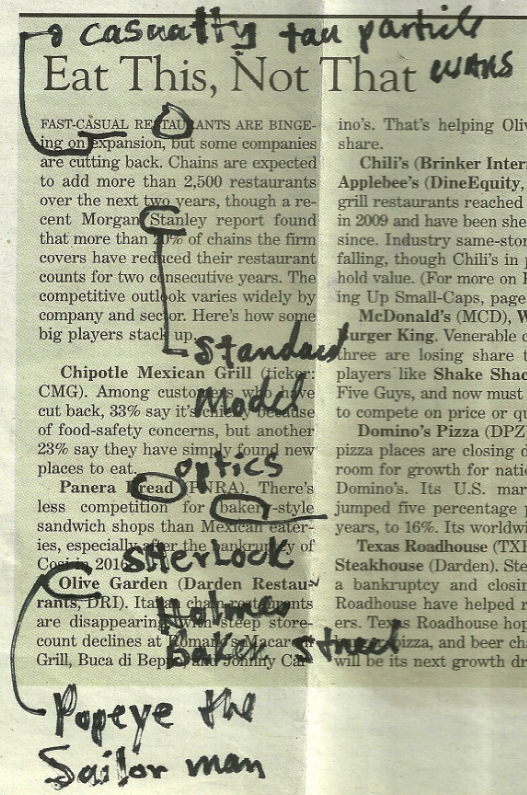 casualty tau particle
Eat This, Not That WARS
FAST-CASUAL RESTAURANTS ARE BINGE-
ing on expansion, but some companies
are cutting back. Chains are expected
to add more than 2,500 restaurants
over the next two years, though a re-
cent Morgan Stanley report found
that more than 20% of chains the firm
covers have reduced their restaurant
counts for two consecutive years. The
competitive outlook varies widely by
company and sector. Here's how some
big players stack up.
Standard
Model
Chipotle Mexican Grill (ticker:
CMG). Among customers who have
cut back, 33% say it's chiefly because
of food-safety concerns, but another
23% say they have simply found new
places to eat.
optics
Panera Bread (PNRA). There's
less competition for baker-style
sandwich shops than Mexican eater-
ies, especially after the bankruptcy of
Cosi in 2016.
Sherlock
Holmes
Baker Street
Olive Garden (Darden Restau-
rants, DRI). Italian chain restaurants
are disappearing, with steep store-
count declines at Romano's Macaroni
Grill, Buca di Beppo and Johnny Car
Popeye the
Sailor man
ino's. That's helping Oliv
share.
Chili's (Brinker Inter
Applebee's (DineEquity,
grill restaurants reached
in 2009 and have been she
since. Industry same-stor
falling, though Chili's in p
hold value. (For more on
ing Up Small-Caps, page
McDonald's (MCD), W
Burger King. Venerable
three are losing share t
players like Shake Shac
Five Guys, and now must
to compete on price or qu
Domino's Pizza (DPZ
pizza places are closing d
room for growth for natio
Domino's. Its U.S. mar
jumped five percentage p
years, to 16%. Its worldwi
Texas Roadhouse (TXR
Steakhouse (Darden). Ste
a bankruptcy and closin
Roadhouse have helped r
ers. Texas Roadhouse hop
pizza, and beer cha
will be its next growth dr